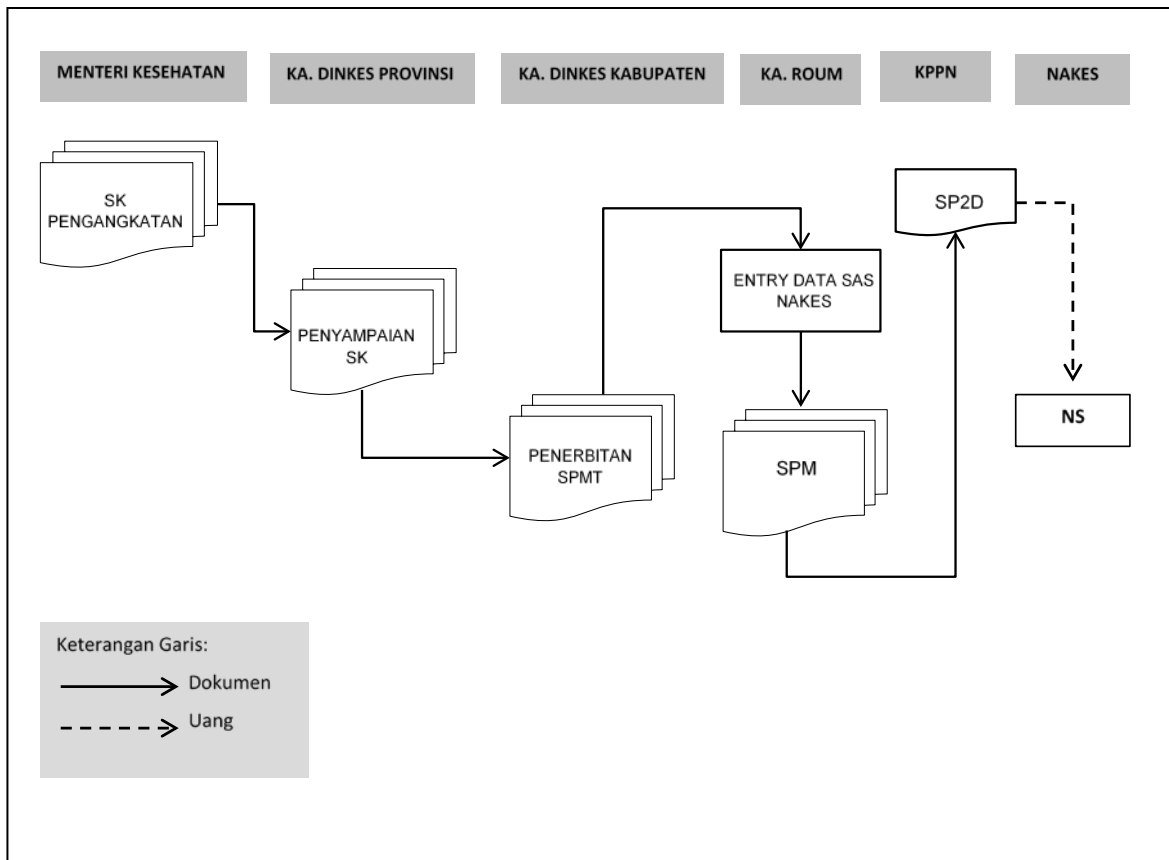 MENTERI KESEHATAN
KA. DINKES PROVINSI
KA. DINKES KABUPATEN
KA. ROUM
KPPN
NAKES
SK
PENGANGKATAN
PENYAMPAIAN
SK
PENERBITAN
SPMT
ENTRY DATA SAS
NAKES
SPM
SP2D
NS
Keterangan Garis:
Dokumen
Uang